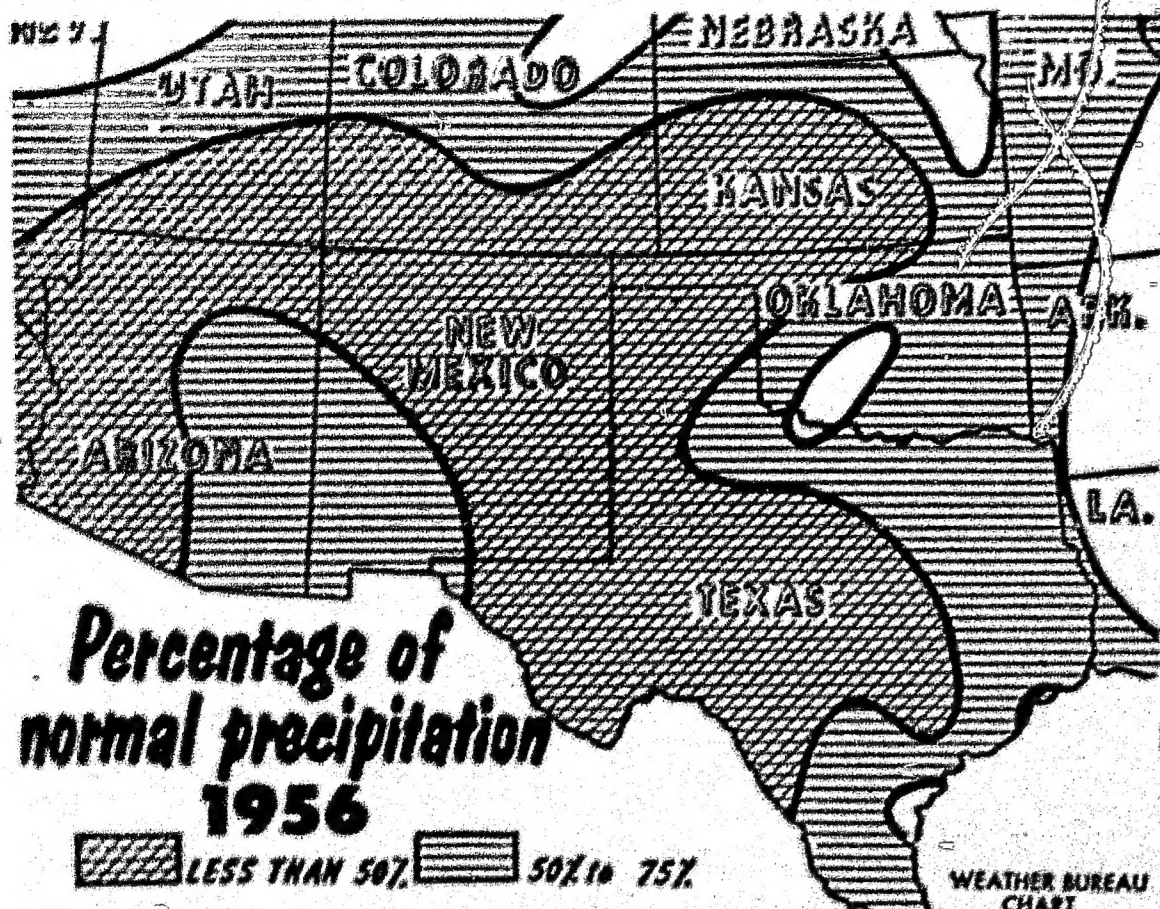 NEV.
UTAH
COLORADO
NEBRASKA
MO.
KANSAS
OKLAHOMA
ARK.
NEW
MEXICO
ARIZONA
LA.
TEXAS
Percentage of
normal precipitation
1956
LESS THAN 50%
50% to 75%
WEATHER BUREAU
CHART